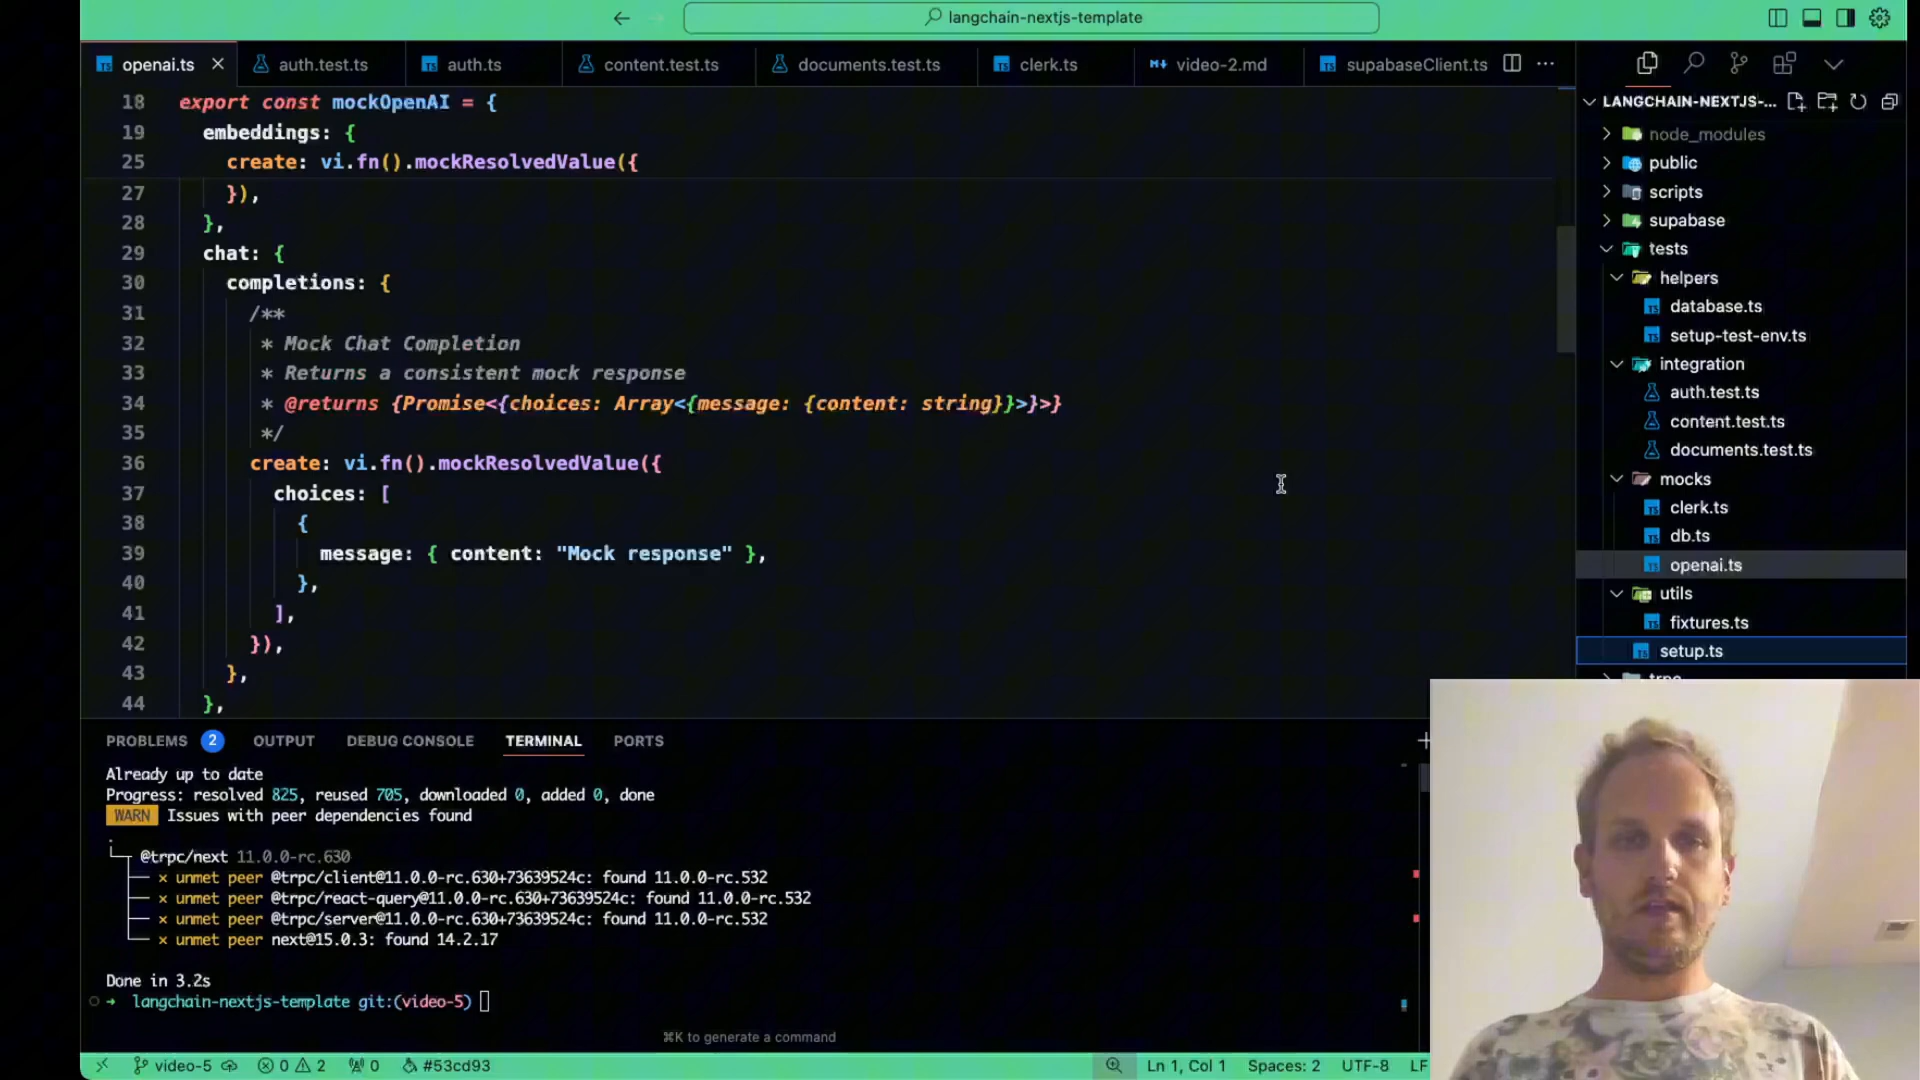 langchain-nextjs-template
openai.ts
auth.test.ts
auth.ts
content.test.ts
documents.test.ts
clerk.ts
video-2.md
supabaseClient.ts
18 export const mockOpenAI = {
19 embeddings: {
25 create: vi.fn().mockResolvedValue({
27 }),
28 },
29 chat: {
30 completions: {
31 /**
32 * Mock Chat Completion
33 * Returns a consistent mock response
34 * @returns {Promise<{choices: Array<{message: {content: string}}>}>}
35 */
36 create: vi.fn().mockResolvedValue({
37 choices: [
38 {
39 message: { content: "Mock response" },
40 },
41 ],
42 }),
43 },
44 },
LANGCHAIN-NEXTJS-...
node_modules
public
scripts
supabase
tests
helpers
database.ts
setup-test-env.ts
integration
auth.test.ts
content.test.ts
documents.test.ts
mocks
clerk.ts
db.ts
openai.ts
utils
fixtures.ts
setup.ts
PROBLEMS 2 OUTPUT DEBUG CONSOLE TERMINAL PORTS
Already up to date
Progress: resolved 825, reused 705, downloaded 0, added 0, done
WARN Issues with peer dependencies found
.
└─┬ @trpc/next 11.0.0-rc.630
├── × unmet peer @trpc/client@11.0.0-rc.630+73639524c: found 11.0.0-rc.532
├── × unmet peer @trpc/react-query@11.0.0-rc.630+73639524c: found 11.0.0-rc.532
├── × unmet peer @trpc/server@11.0.0-rc.630+73639524c: found 11.0.0-rc.532
└── × unmet peer next@15.0.3: found 14.2.17
Done in 3.2s
➜ langchain-nextjs-template git:(video-5)
⌘K to generate a command
video-5 0 2 0 #53cd93 Ln 1, Col 1 Spaces: 2 UTF-8 LF